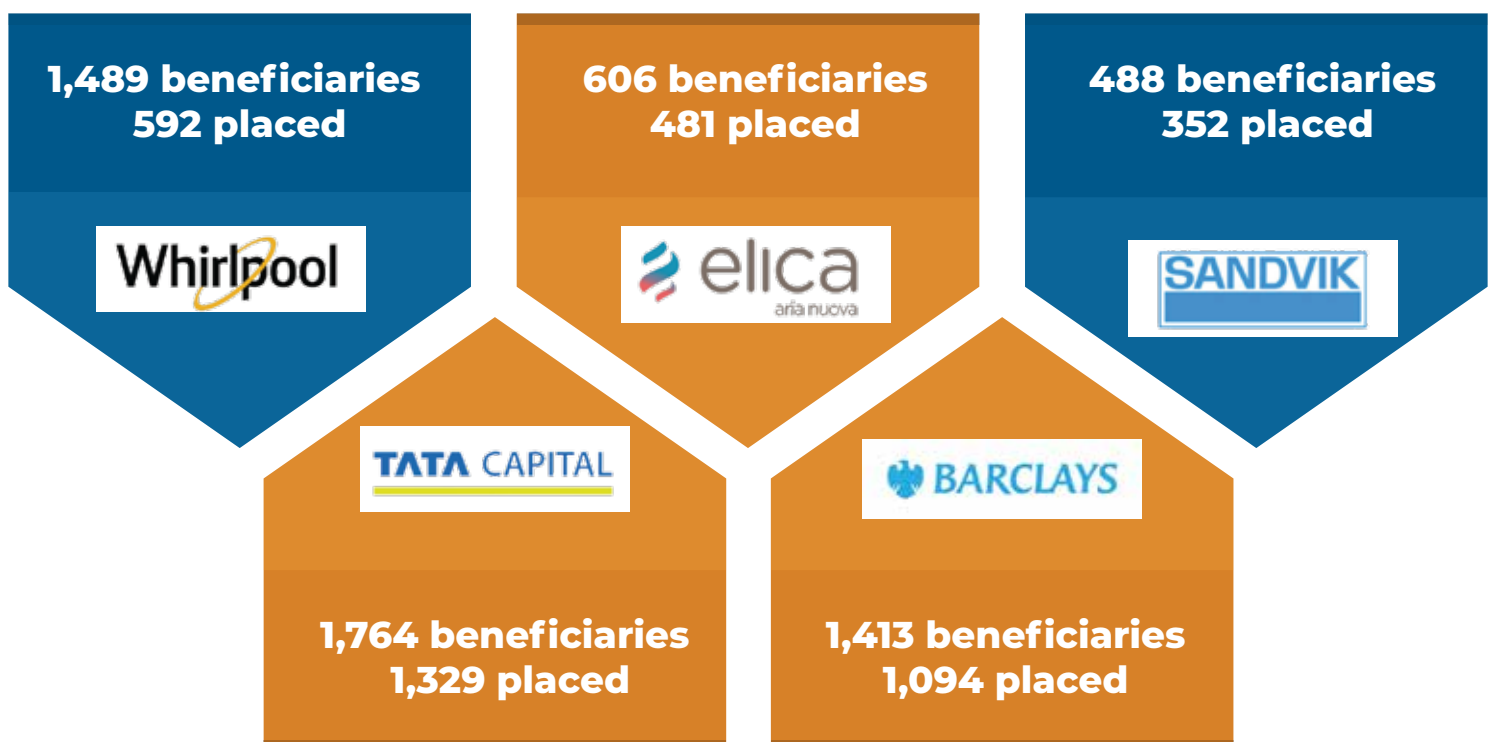 1,489 beneficiaries
592 placed
Whirlpool
606 beneficiaries
481 placed
elica
aria nuova
488 beneficiaries
352 placed
SANDVIK
TATA CAPITAL
1,764 beneficiaries
1,329 placed
BARCLAYS
1,413 beneficiaries
1,094 placed